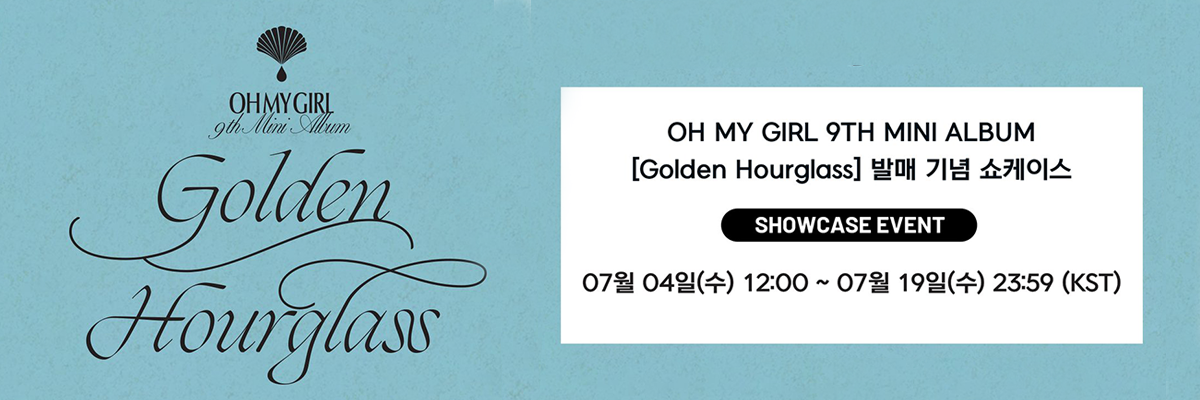 OH MY GIRL
9th Mini Album
Golden
Hourglass
OH MY GIRL 9TH MINI ALBUM
[Golden Hourglass] 발매 기념 쇼케이스
SHOWCASE EVENT
07월 04일(수) 12:00 ~ 07월 19일(수) 23:59 (KST)